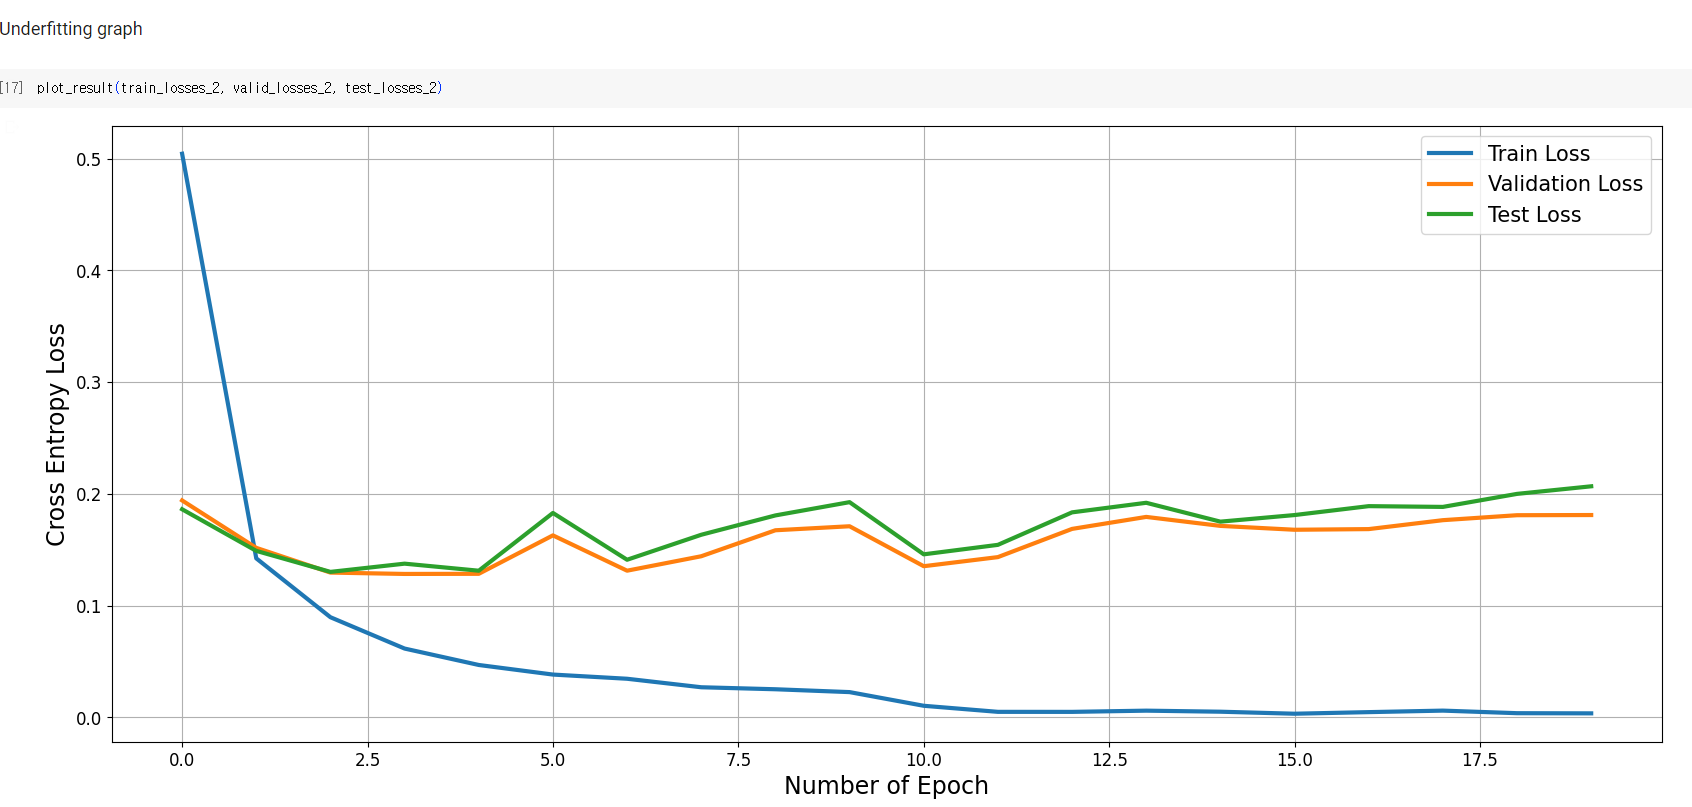 Underfitting graph
[17] plot_result(train_losses_2, valid_losses_2, test_losses_2)
Train Loss
Validation Loss
Test Loss
0.5
0.4
0.3
0.2
0.1
0.0
Cross Entropy Loss
0.0 2.5 5.0 7.5 10.0 12.5 15.0 17.5
Number of Epoch